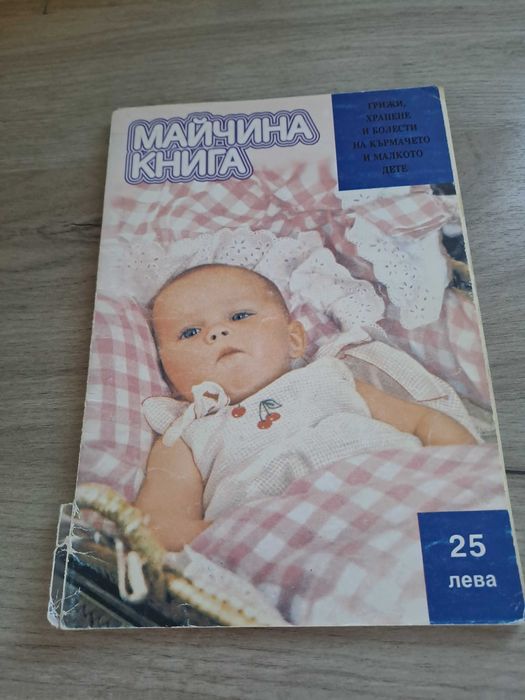 МАЙЧИНА
КНИГА
ГРИЖИ,
ХРАНЕНЕ
И БОЛЕСТИ
НА КЪРМАЧЕТО
И МАЛКОТО
ДЕТЕ
25
лева